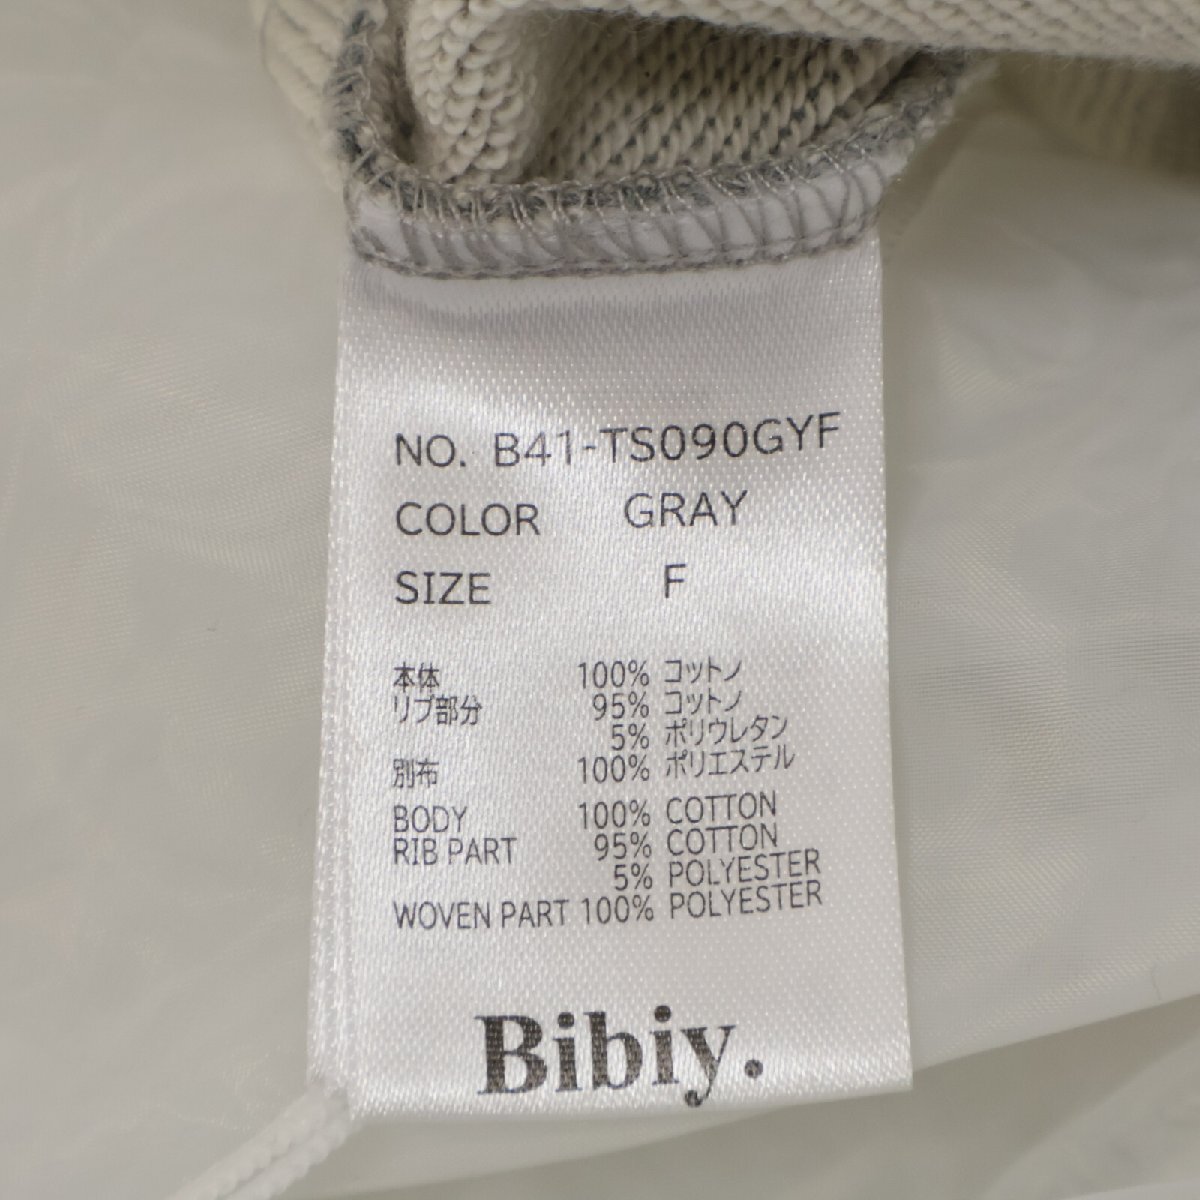 NO. B41-TS090GYF
COLOR GRAY
SIZE F
本体 100% コットン
リブ部分 95% コットン
5% ポリウレタン
別布 100% ポリエステル
BODY 100% COTTON
RIB PART 95% COTTON
5% POLYESTER
WOVEN PART 100% POLYESTER
Bibiy.